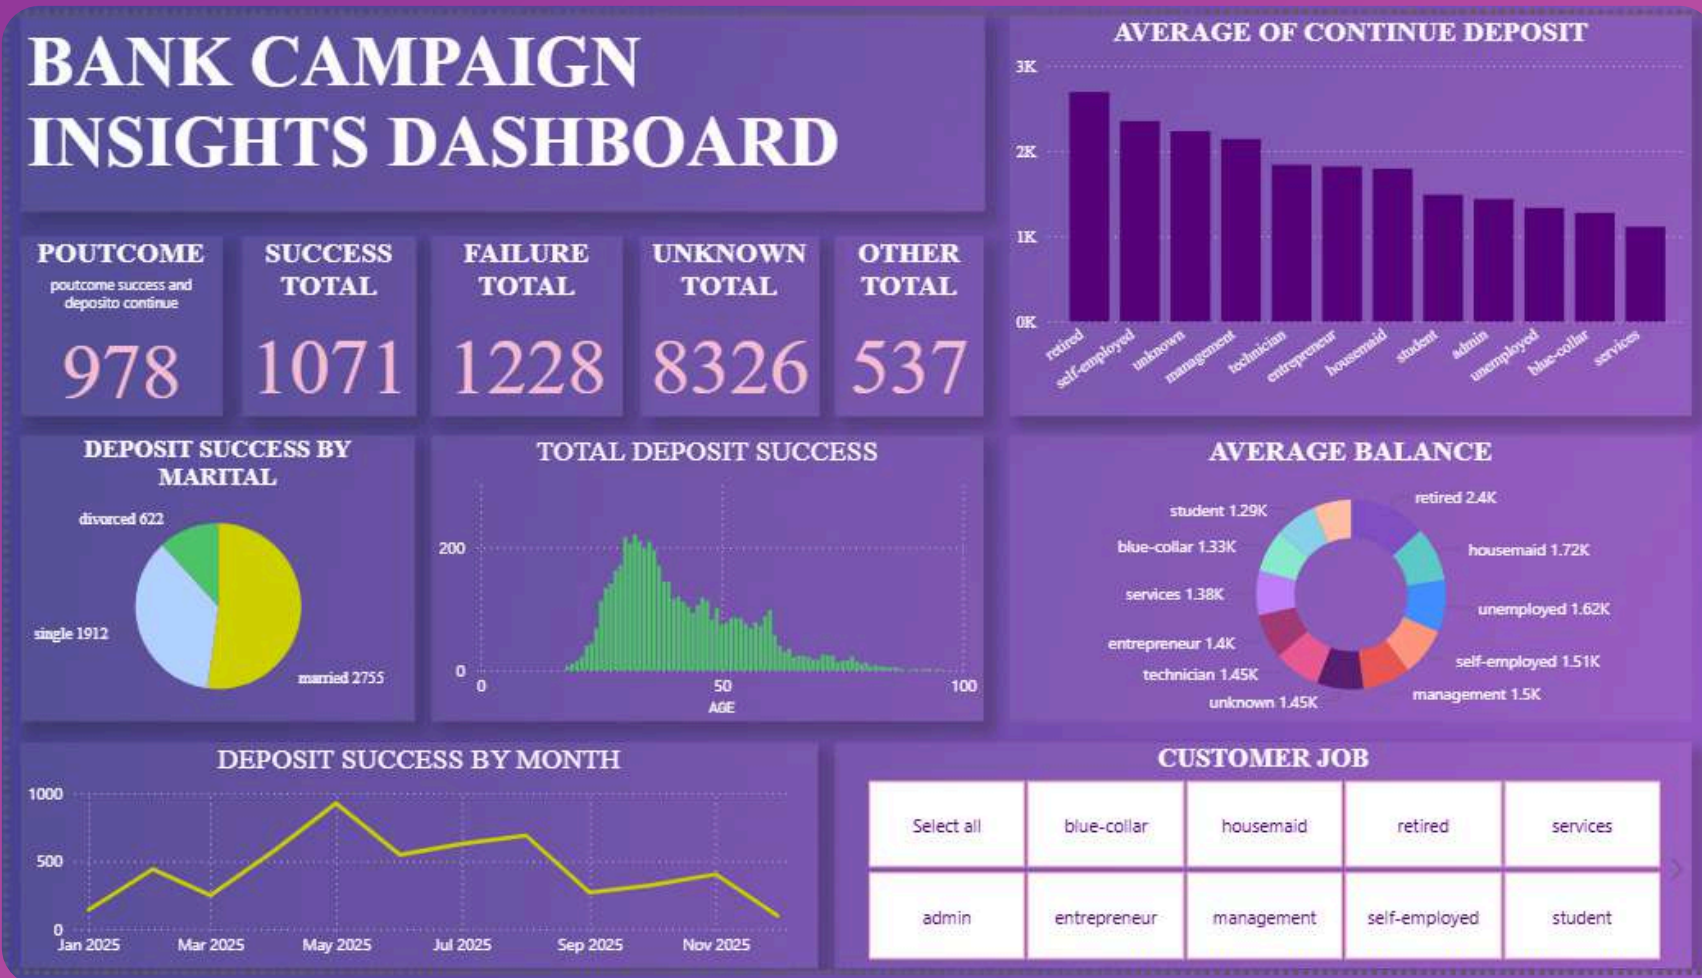 BANK CAMPAIGN
INSIGHTS DASHBOARD
POUTCOME
poutcome success and
deposito continue
978
SUCCESS
TOTAL
1071
FAILURE
TOTAL
1228
UNKNOWN
TOTAL
8326
OTHER
TOTAL
537
AVERAGE OF CONTINUE DEPOSIT
3K
2K
1K
0K
retired
self-employed
unknown
management
technician
entrepreneur
housemaid
student
admin
unemployed
blue-collar
services
DEPOSIT SUCCESS BY
MARITAL
divorced 622
single 1912
married 2755
TOTAL DEPOSIT SUCCESS
200
0
0
50
100
AGE
AVERAGE BALANCE
retired 2.4K
student 1.29K
blue-collar 1.33K
housemaid 1.72K
services 1.38K
unemployed 1.62K
entrepreneur 1.4K
self-employed 1.51K
technician 1.45K
management 1.5K
unknown 1.45K
DEPOSIT SUCCESS BY MONTH
1000
500
0
Jan 2025
Mar 2025
May 2025
Jul 2025
Sep 2025
Nov 2025
CUSTOMER JOB
Select all
blue-collar
housemaid
retired
services
admin
entrepreneur
management
self-employed
student